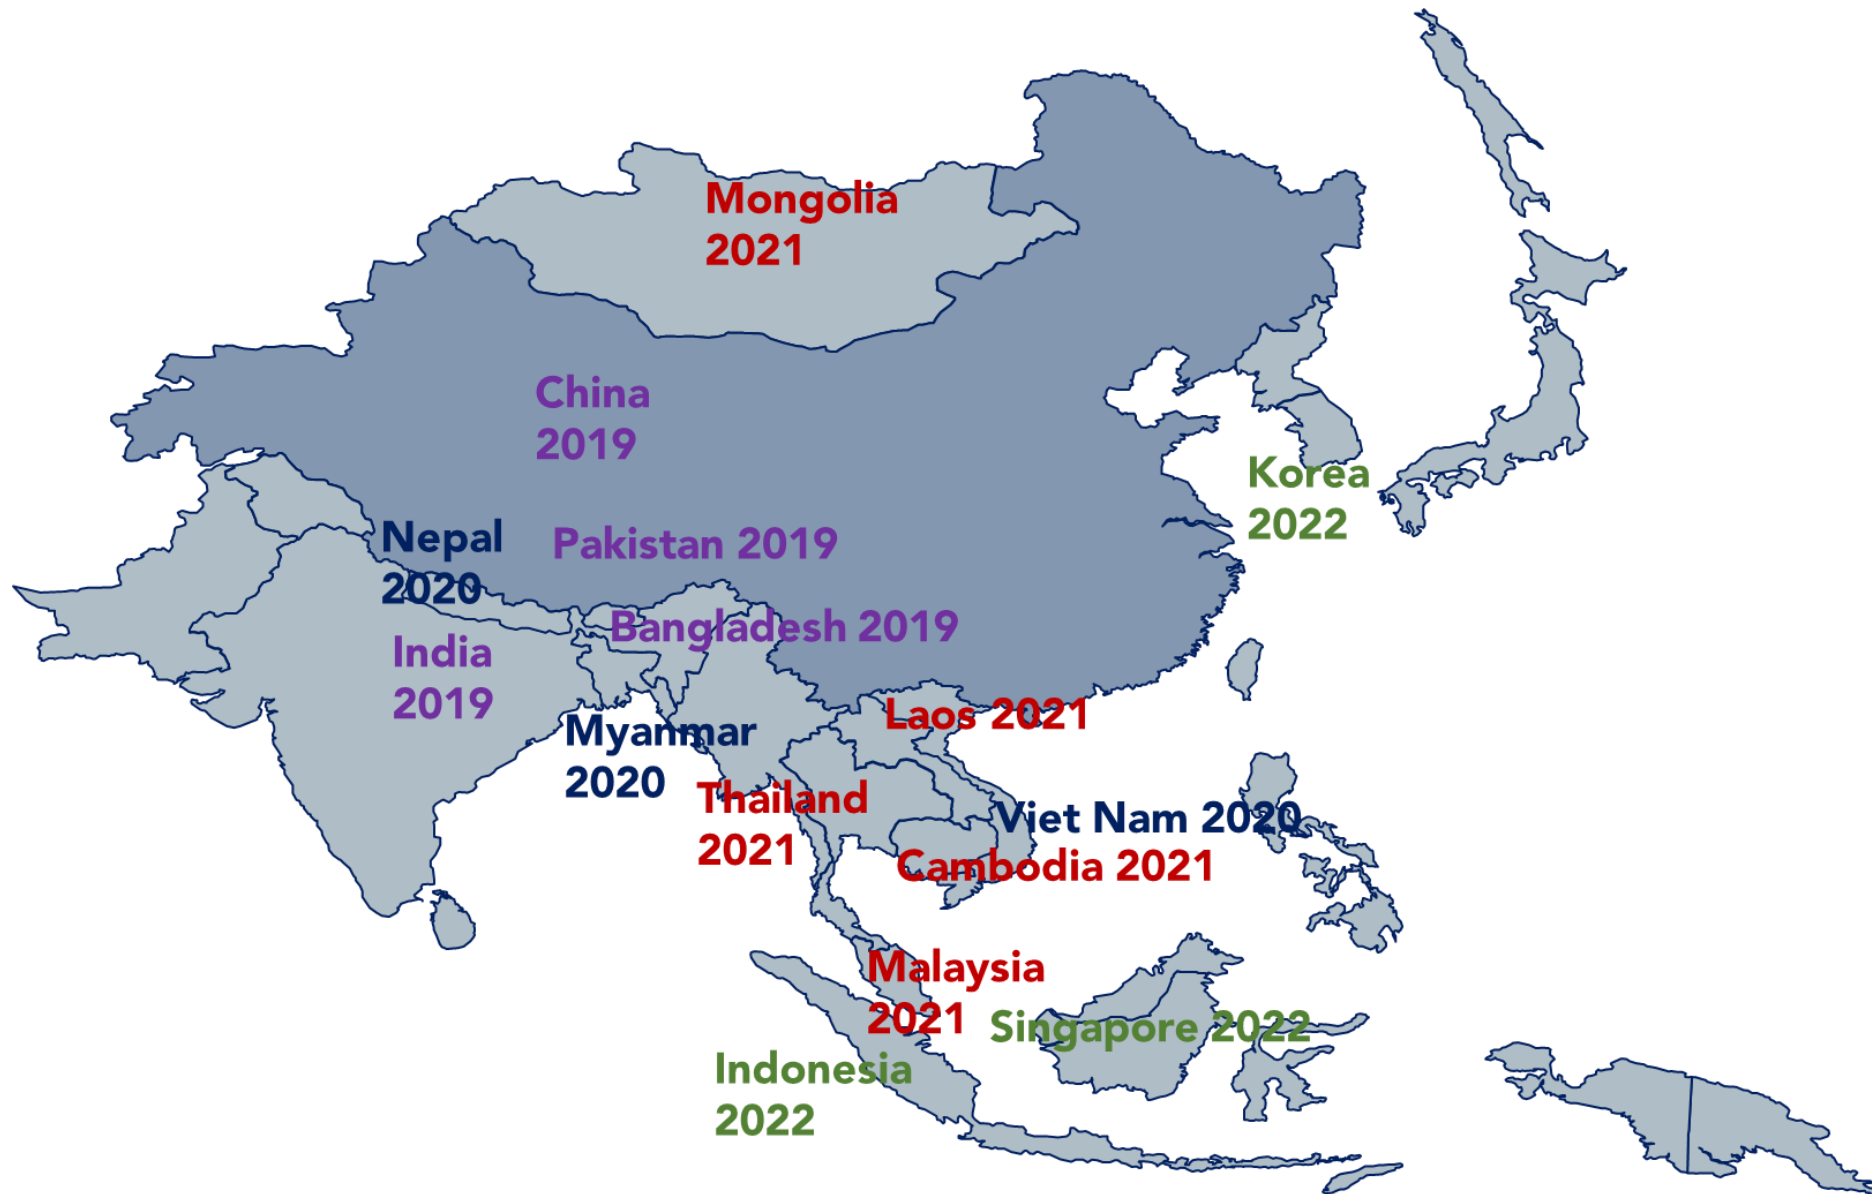 Mongolia
2021
China
2019
Korea
2022
Nepal
2020
Pakistan 2019
Bangladesh 2019
India
2019
Laos 2021
Myanmar
2020
Thailand
2021
Viet Nam 2020
Cambodia 2021
Malaysia
2021
Singapore 2022
Indonesia
2022